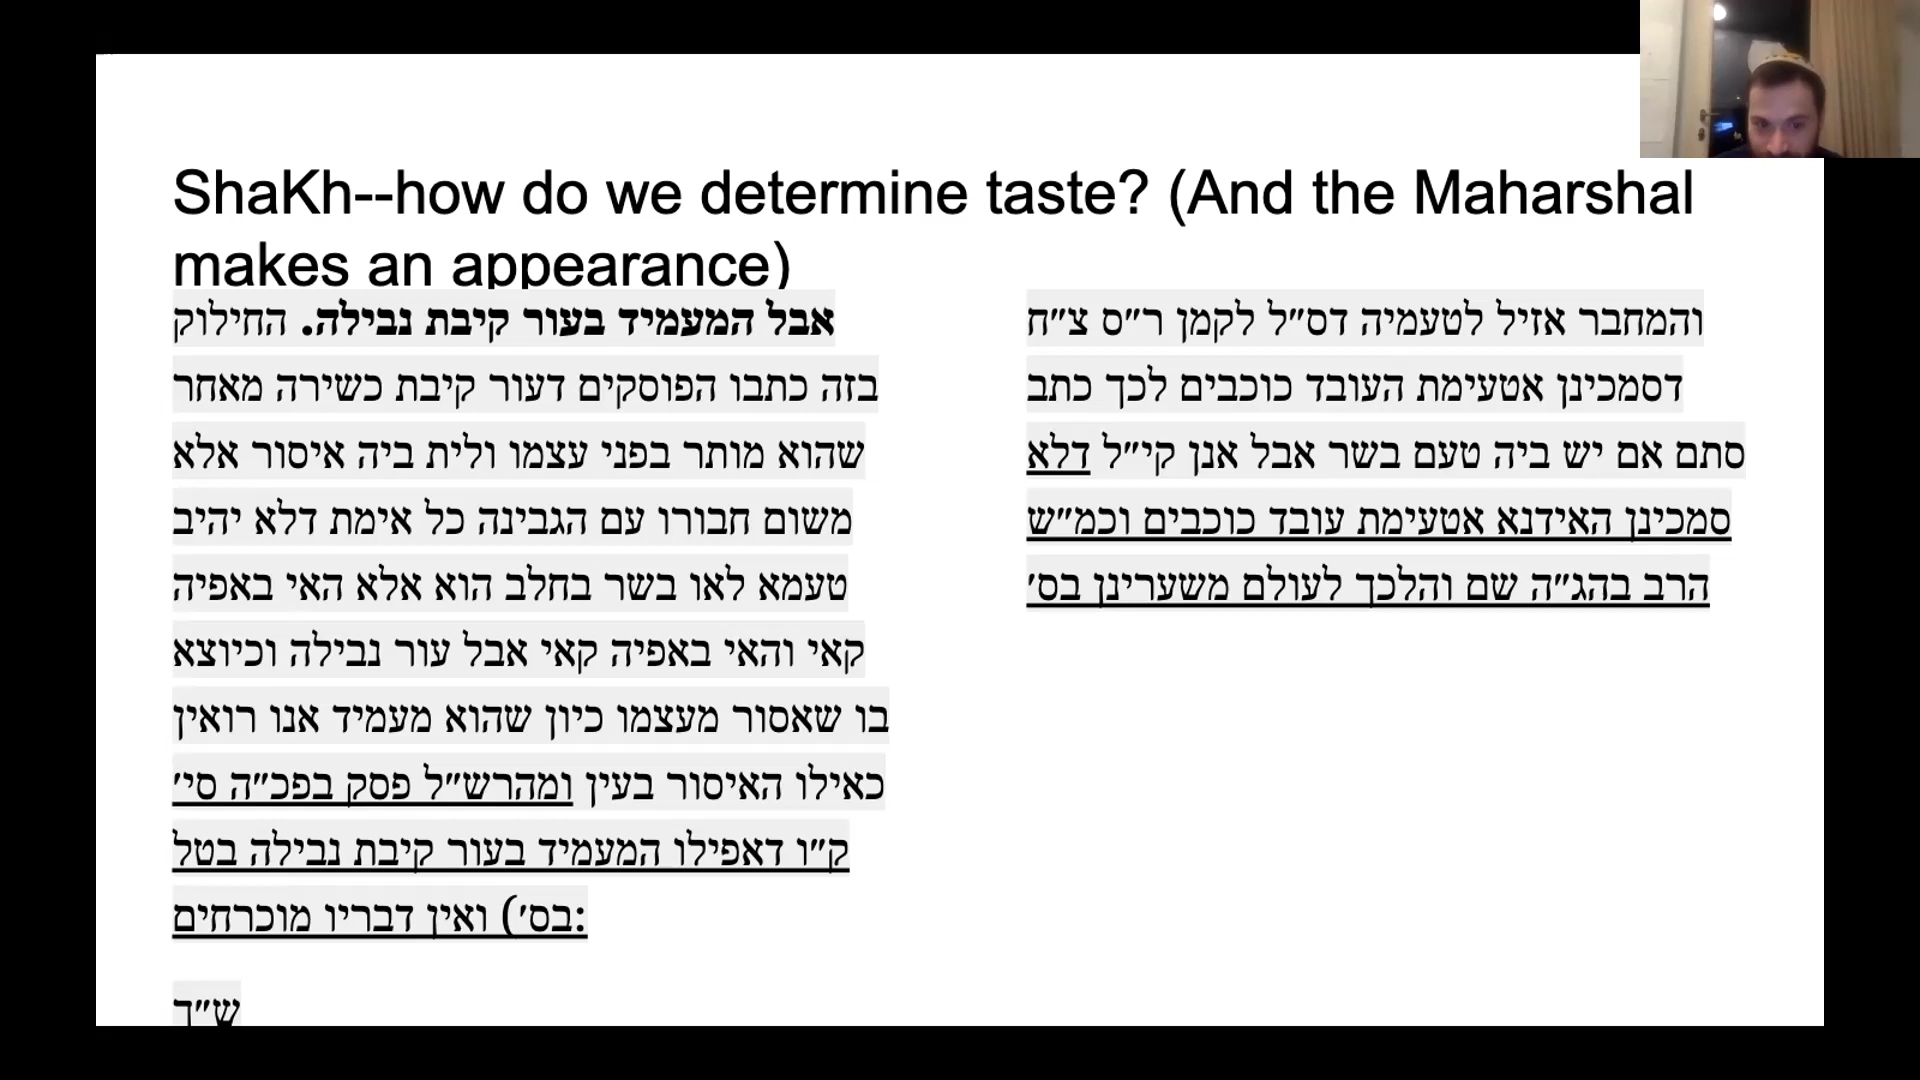 ShaKh--how do we determine taste? (And the Maharshal
makes an appearance)
אבל המעמיד בעור קיבת נבילה. החילוק
בזה כתבו הפוסקים דעור קיבת כשירה מאחר
שהוא מותר בפני עצמו ולית ביה איסור אלא
משום חבורו עם הגבינה כל אימת דלא יהיב
טעמא לאו בשר בחלב הוא אלא האי באפיה
קאי והאי באפיה קאי אבל עור נבילה וכיוצא
בו שאסור מעצמו כיון שהוא מעמיד אנו רואין
כאילו האיסור בעין ומהרש״ל פסק בפכ״ה סי׳
ק״ו דאפילו המעמיד בעור קיבת נבילה בטל
בס׳) ואין דבריו מוכרחים:
ש״ך
והמחבר אזיל לטעמיה דס״ל לקמן ר״ס צ״ח
דסמכינן אטעימת העובד כוכבים לכך כתב
סתם אם יש ביה טעם בשר אבל אנן קי״ל דלא
סמכינן האידנא אטעימת עובד כוכבים וכמ״ש
הרב בהג״ה שם והלכך לעולם משערינן בס׳